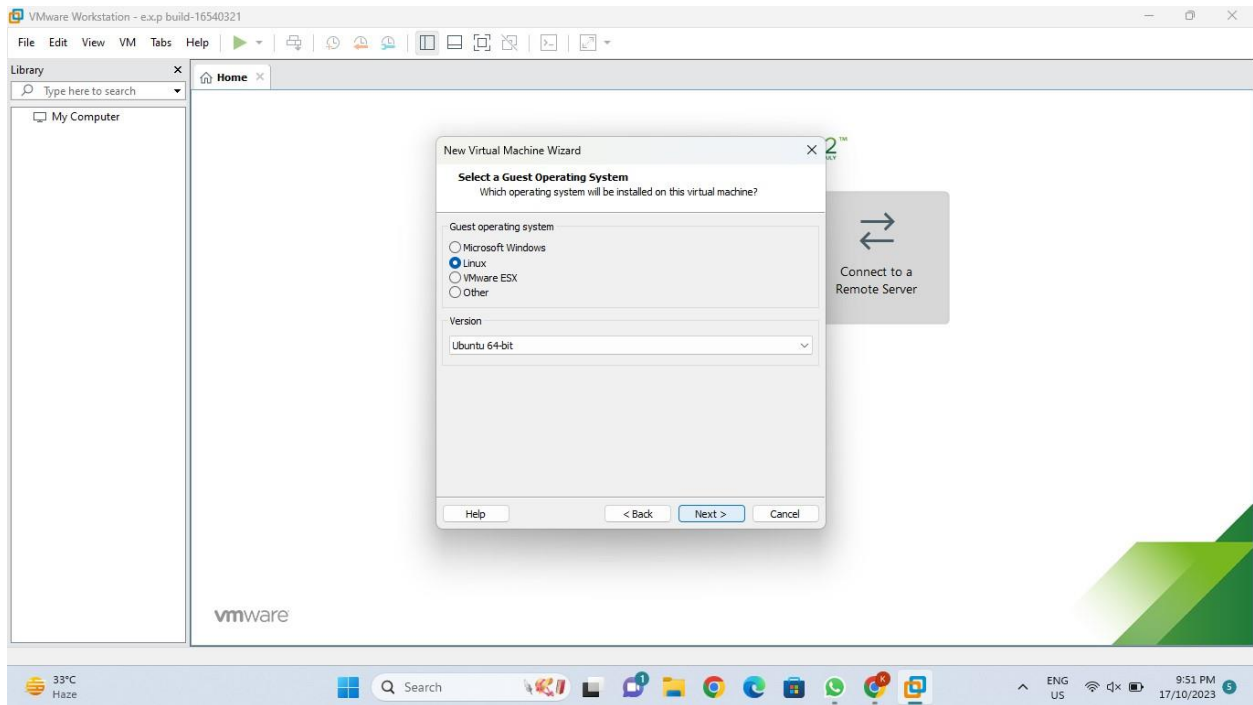 VMware Workstation - e.x.p build-16540321
File Edit View VM Tabs Help
Library
Home
Type here to search
My Computer
2™
New Virtual Machine Wizard
Select a Guest Operating System
Which operating system will be installed on this virtual machine?
Guest operating system
Microsoft Windows
Linux
VMware ESX
Other
Version
Ubuntu 64-bit
Help < Back Next > Cancel
Connect to a
Remote Server
vmware
33°C
Haze
Search
1
K
ENG
US
9:51 PM
17/10/2023
5